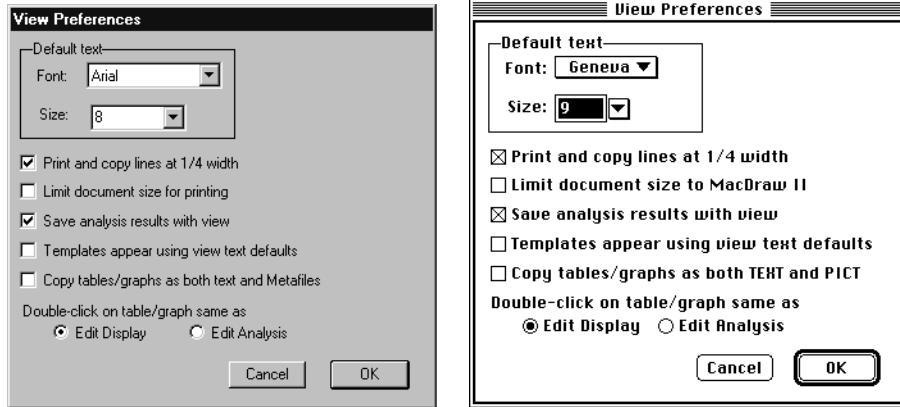 View Preferences
Default text
Font: Arial
Size: 8
Print and copy lines at 1/4 width
Limit document size for printing
Save analysis results with view
Templates appear using view text defaults
Copy tables/graphs as both text and Metafiles
Double-click on table/graph same as
Edit Display Edit Analysis
Cancel OK
View Preferences
Default text
Font: Geneva
Size: 9
Print and copy lines at 1/4 width
Limit document size to MacDraw II
Save analysis results with view
Templates appear using view text defaults
Copy tables/graphs as both TEXT and PICT
Double-click on table/graph same as
Edit Display Edit Analysis
Cancel OK